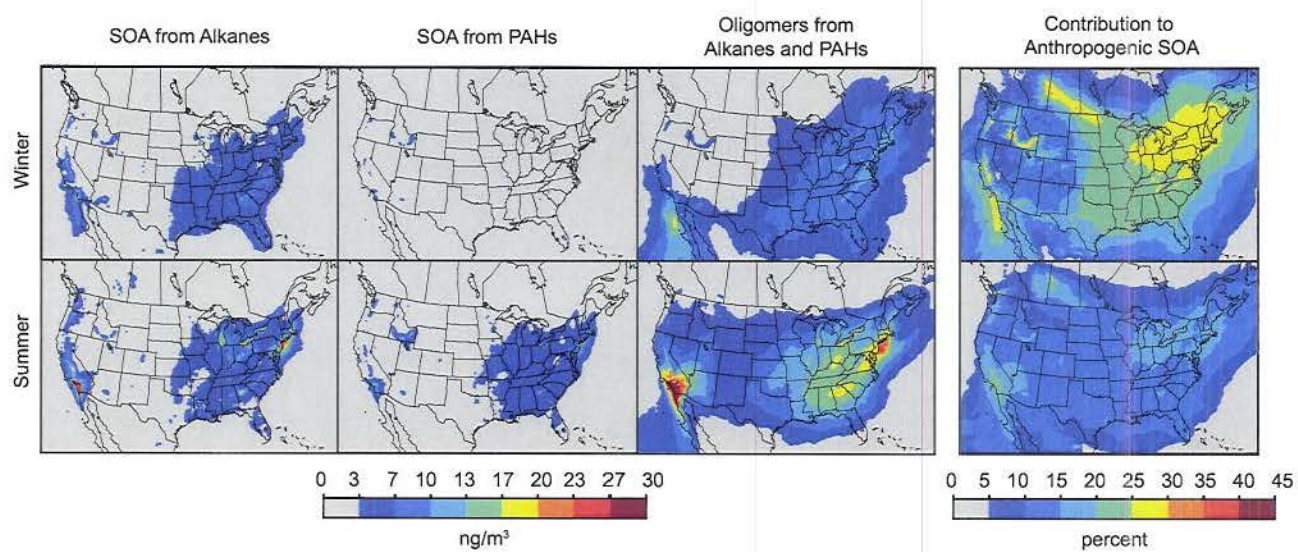 SOA from Alkanes
SOA from PAHs
Oligomers from
Alkanes and PAHs
Contribution to
Anthropogenic SOA
Winter
Summer
0 3 7 10 13 17 20 23 27 30
ng/m³
0 5 10 15 20 25 30 35 40 45
percent